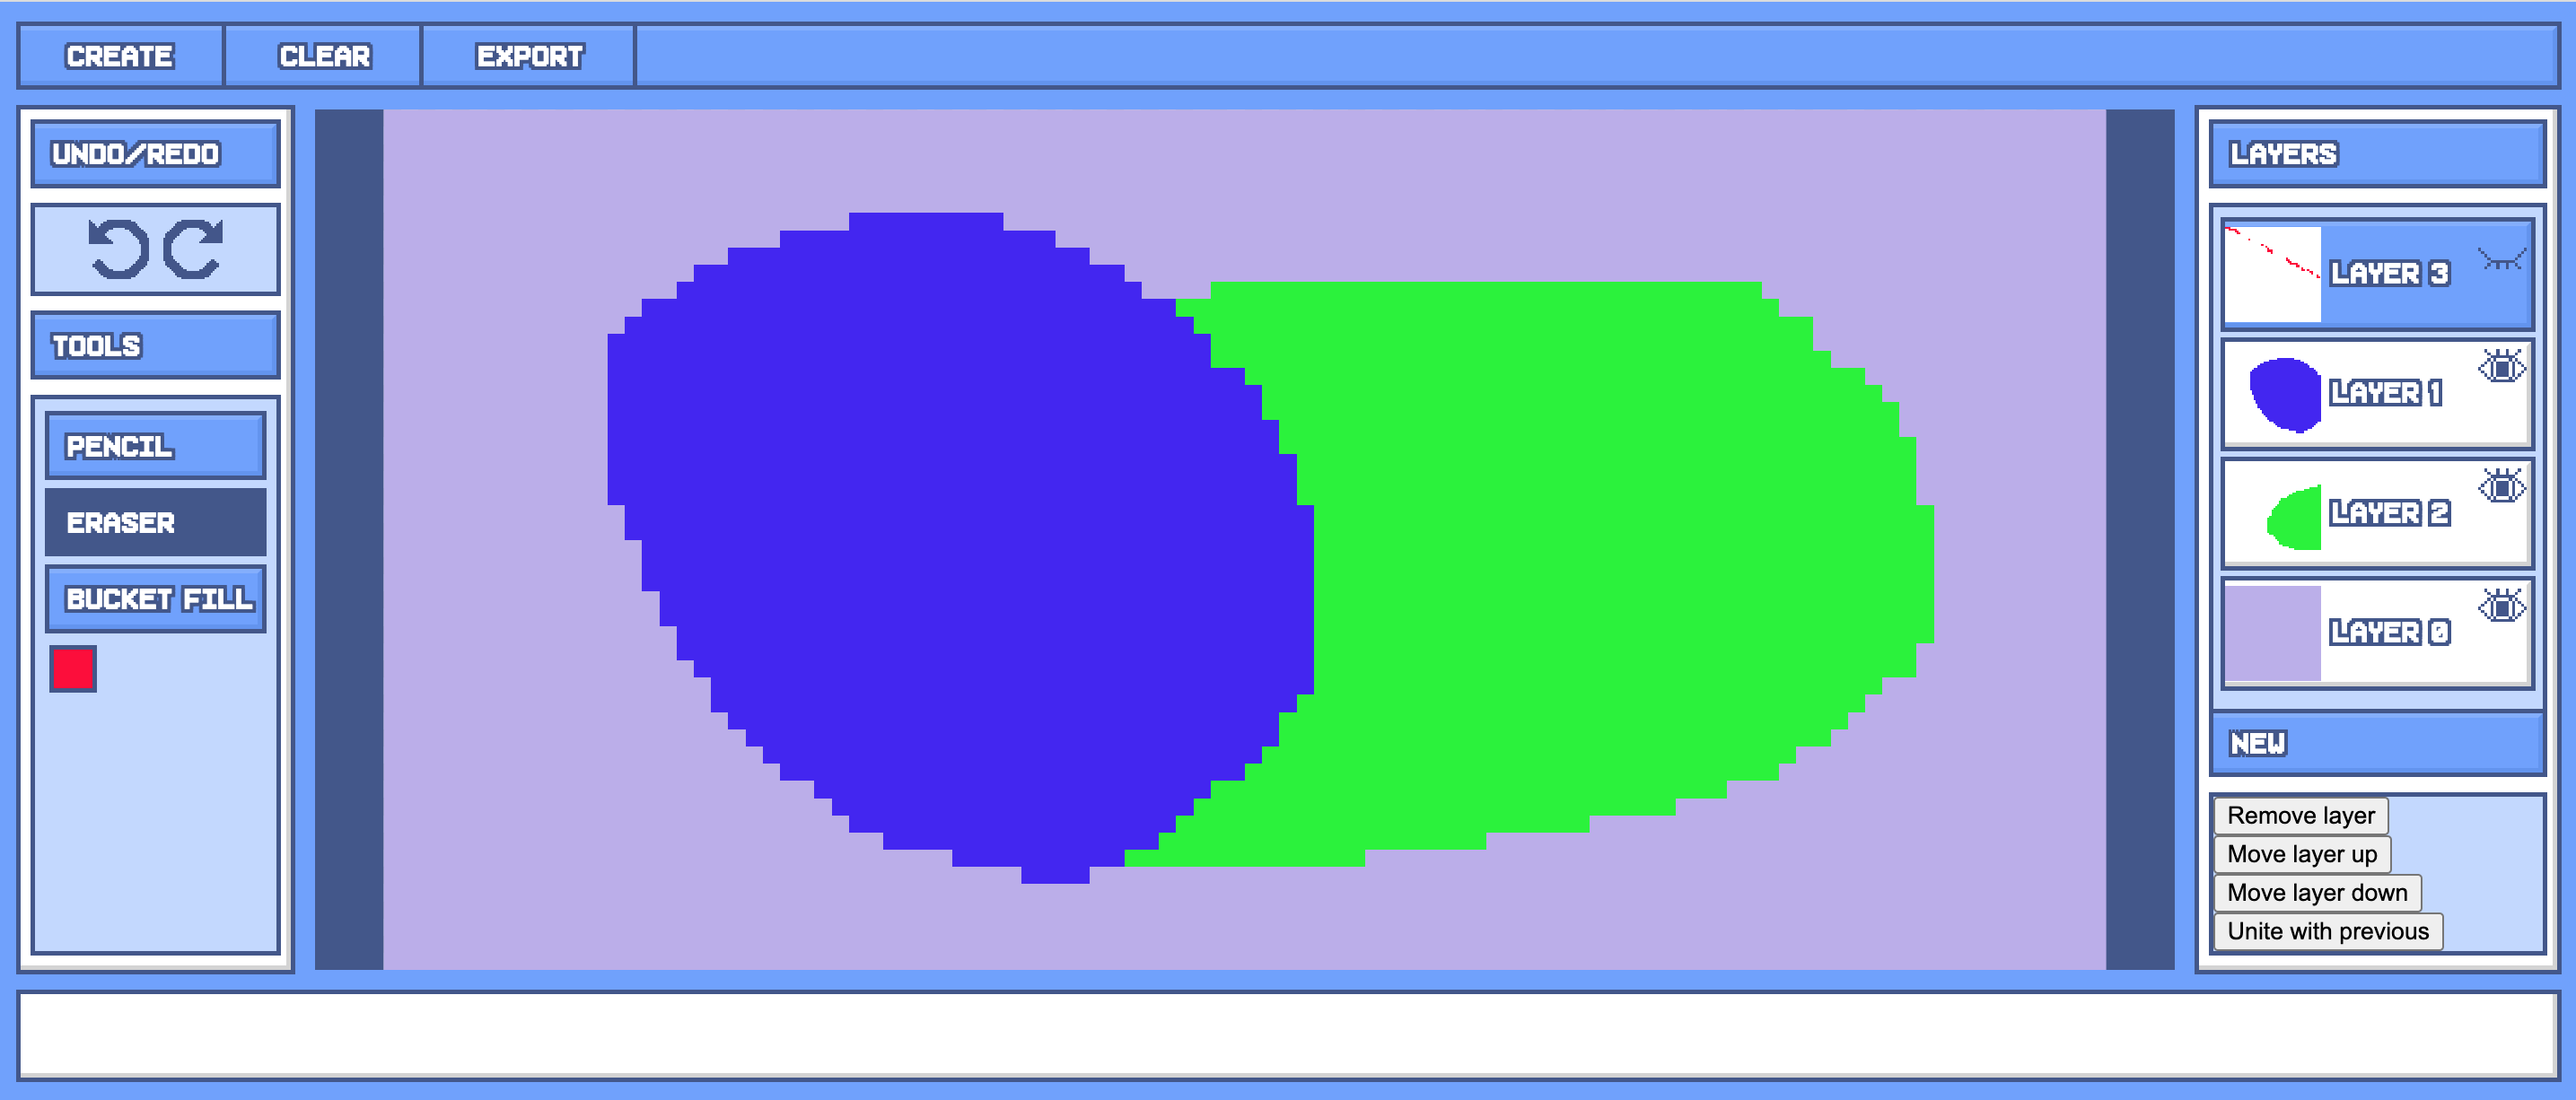 CREATE
CLEAR
EXPORT
UNDO/REDO
TOOLS
PENCIL
ERASER
BUCKET FILL
LAYERS
LAYER 3
LAYER 1
LAYER 2
LAYER 0
NEW
Remove layer
Move layer up
Move layer down
Unite with previous